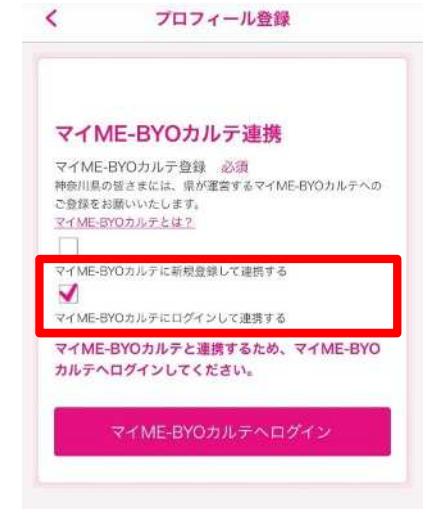 プロフィール登録
マイME-BYOカルテ連携
マイME-BYOカルテ登録 必須
神奈川県の皆さまには、県が運営するマイME-BYOカルテへの
ご登録をお願いいたします。
マイME-BYOカルテとは?
マイME-BYOカルテに新規登録して連携する
マイME-BYOカルテにログインして連携する
マイME-BYOカルテと連携するため、マイME-BYO
カルテへログインしてください。
マイME-BYOカルテへログイン